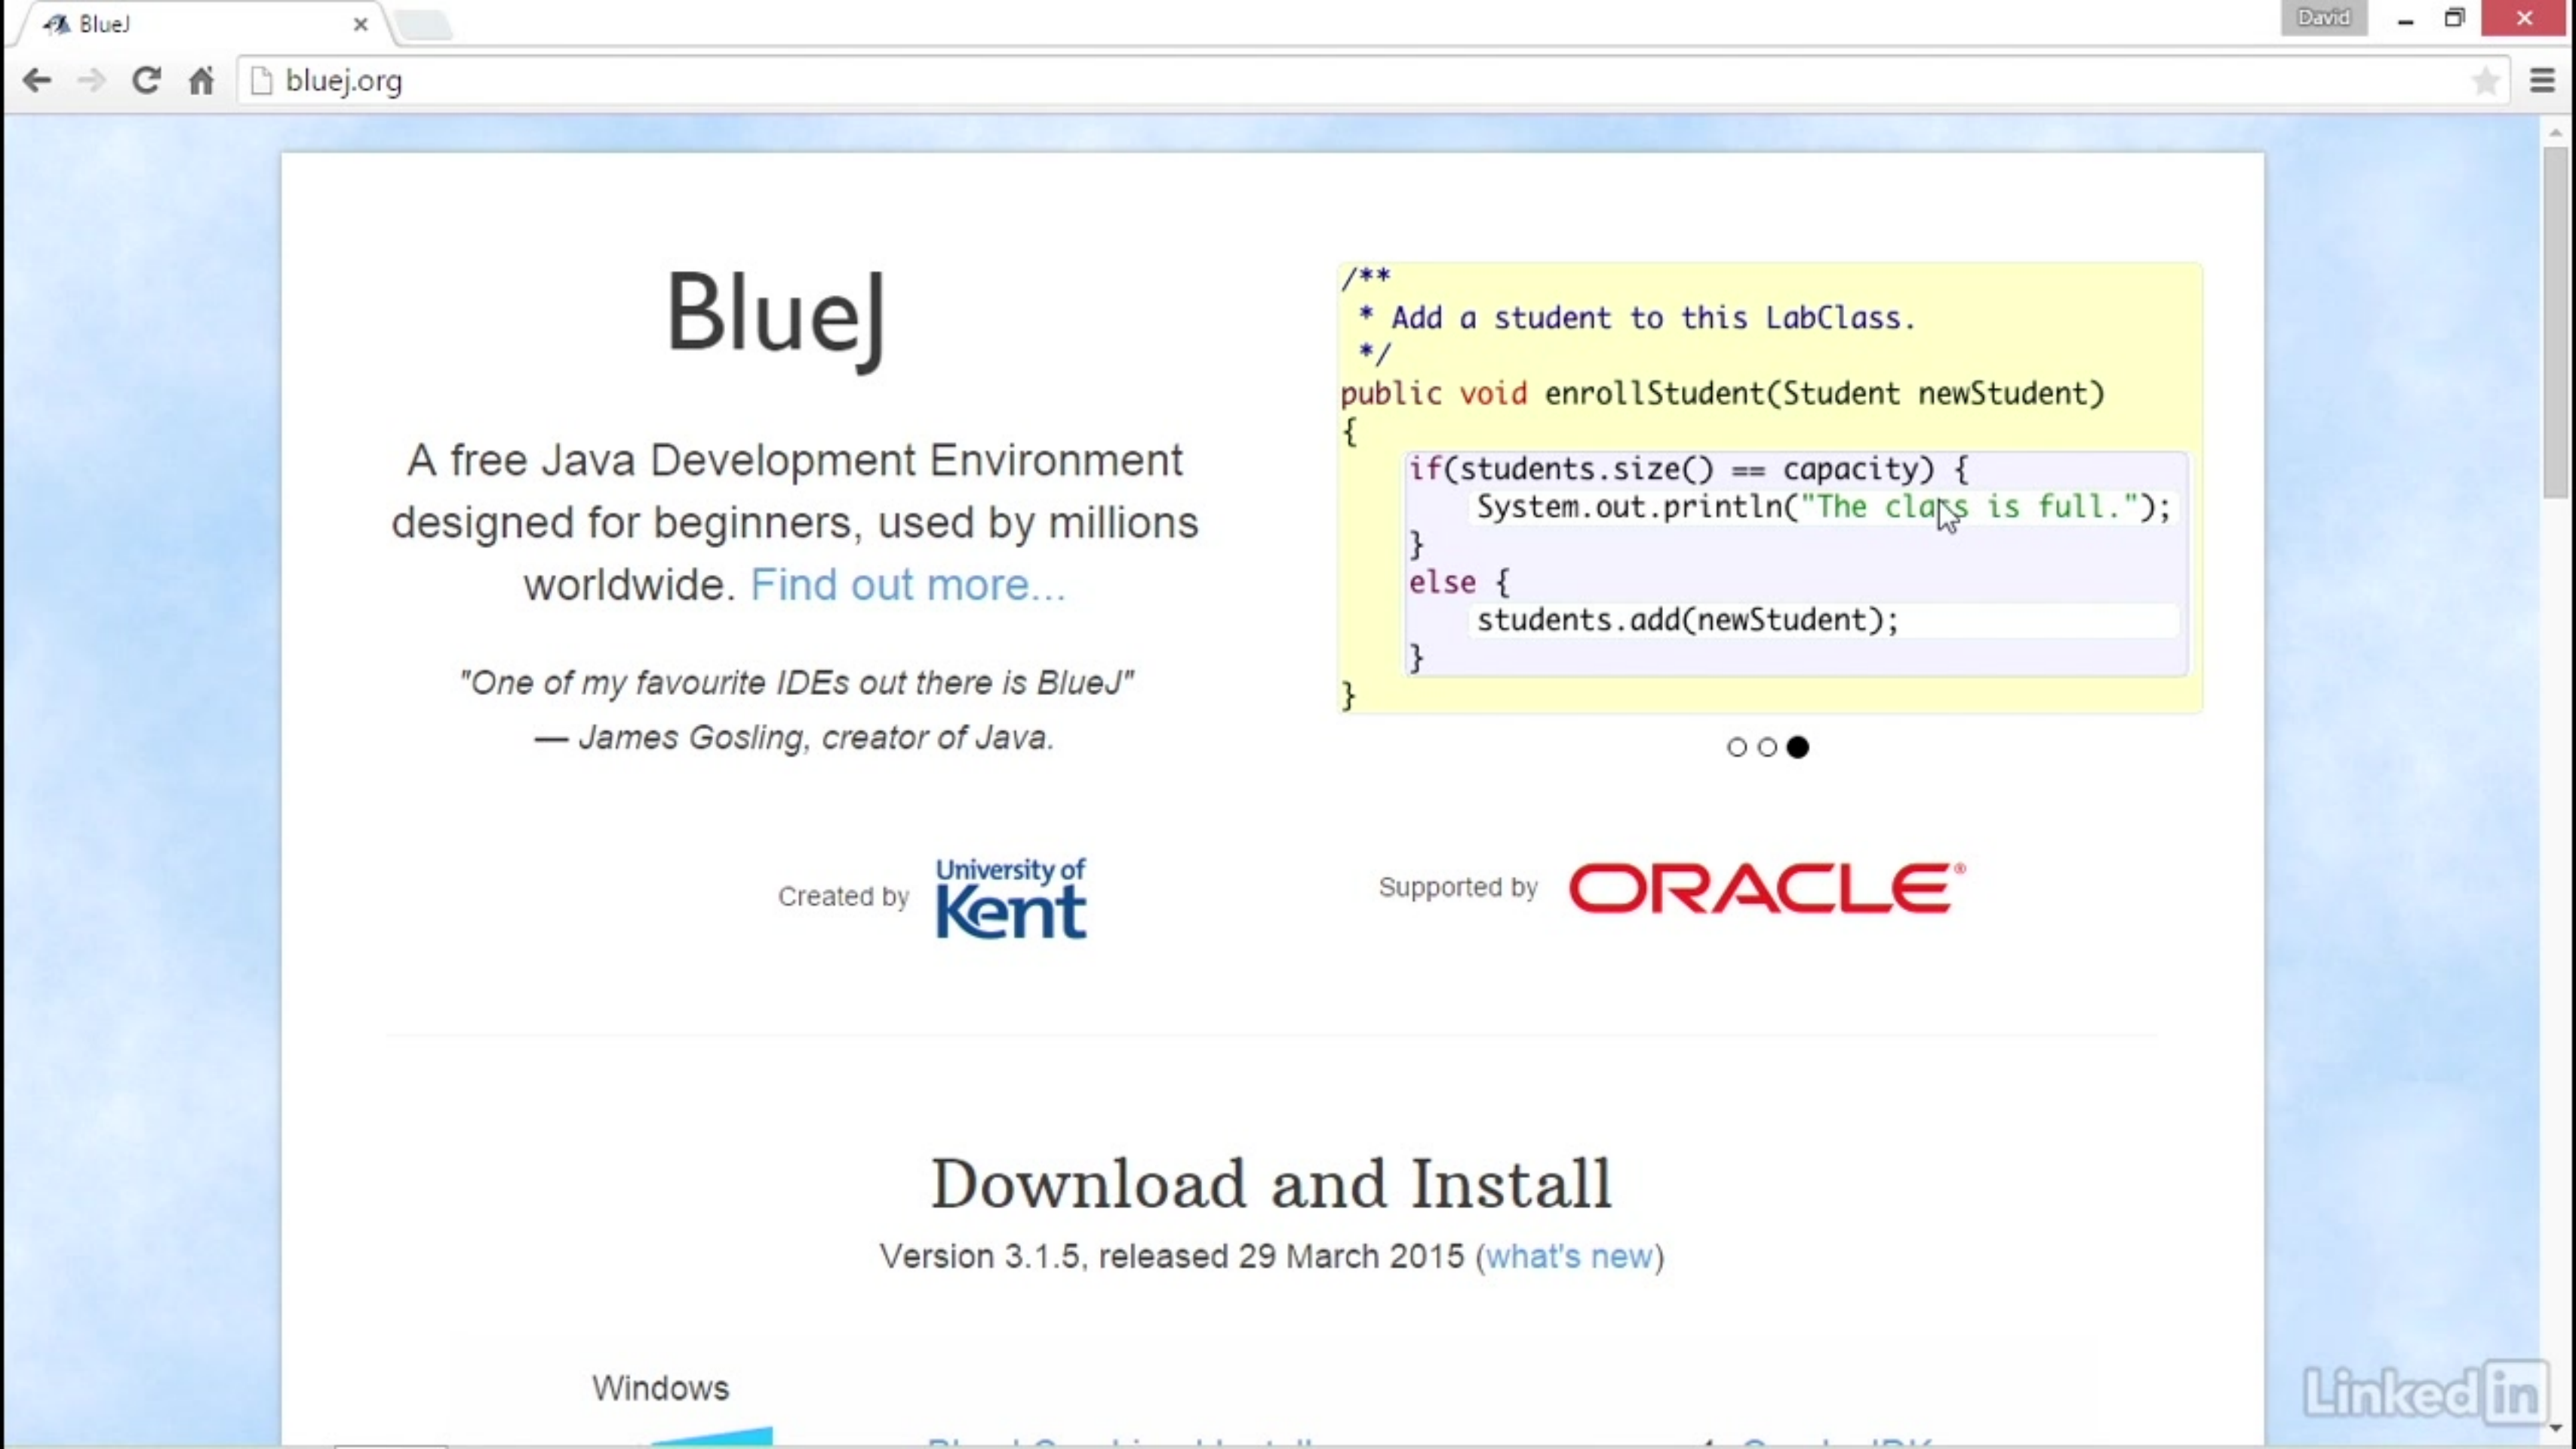 BlueJ
David
bluej.org
BlueJ
A free Java Development Environment
designed for beginners, used by millions
worldwide. Find out more...
"One of my favourite IDEs out there is BlueJ"
— James Gosling, creator of Java.
/**
* Add a student to this LabClass.
*/
public void enrollStudent(Student newStudent)
{
if(students.size() == capacity) {
System.out.println("The class is full.");
}
else {
students.add(newStudent);
}
}
Created by
University of
Kent
Supported by
ORACLE®
Download and Install
Version 3.1.5, released 29 March 2015 (what's new)
Windows
LinkedIn